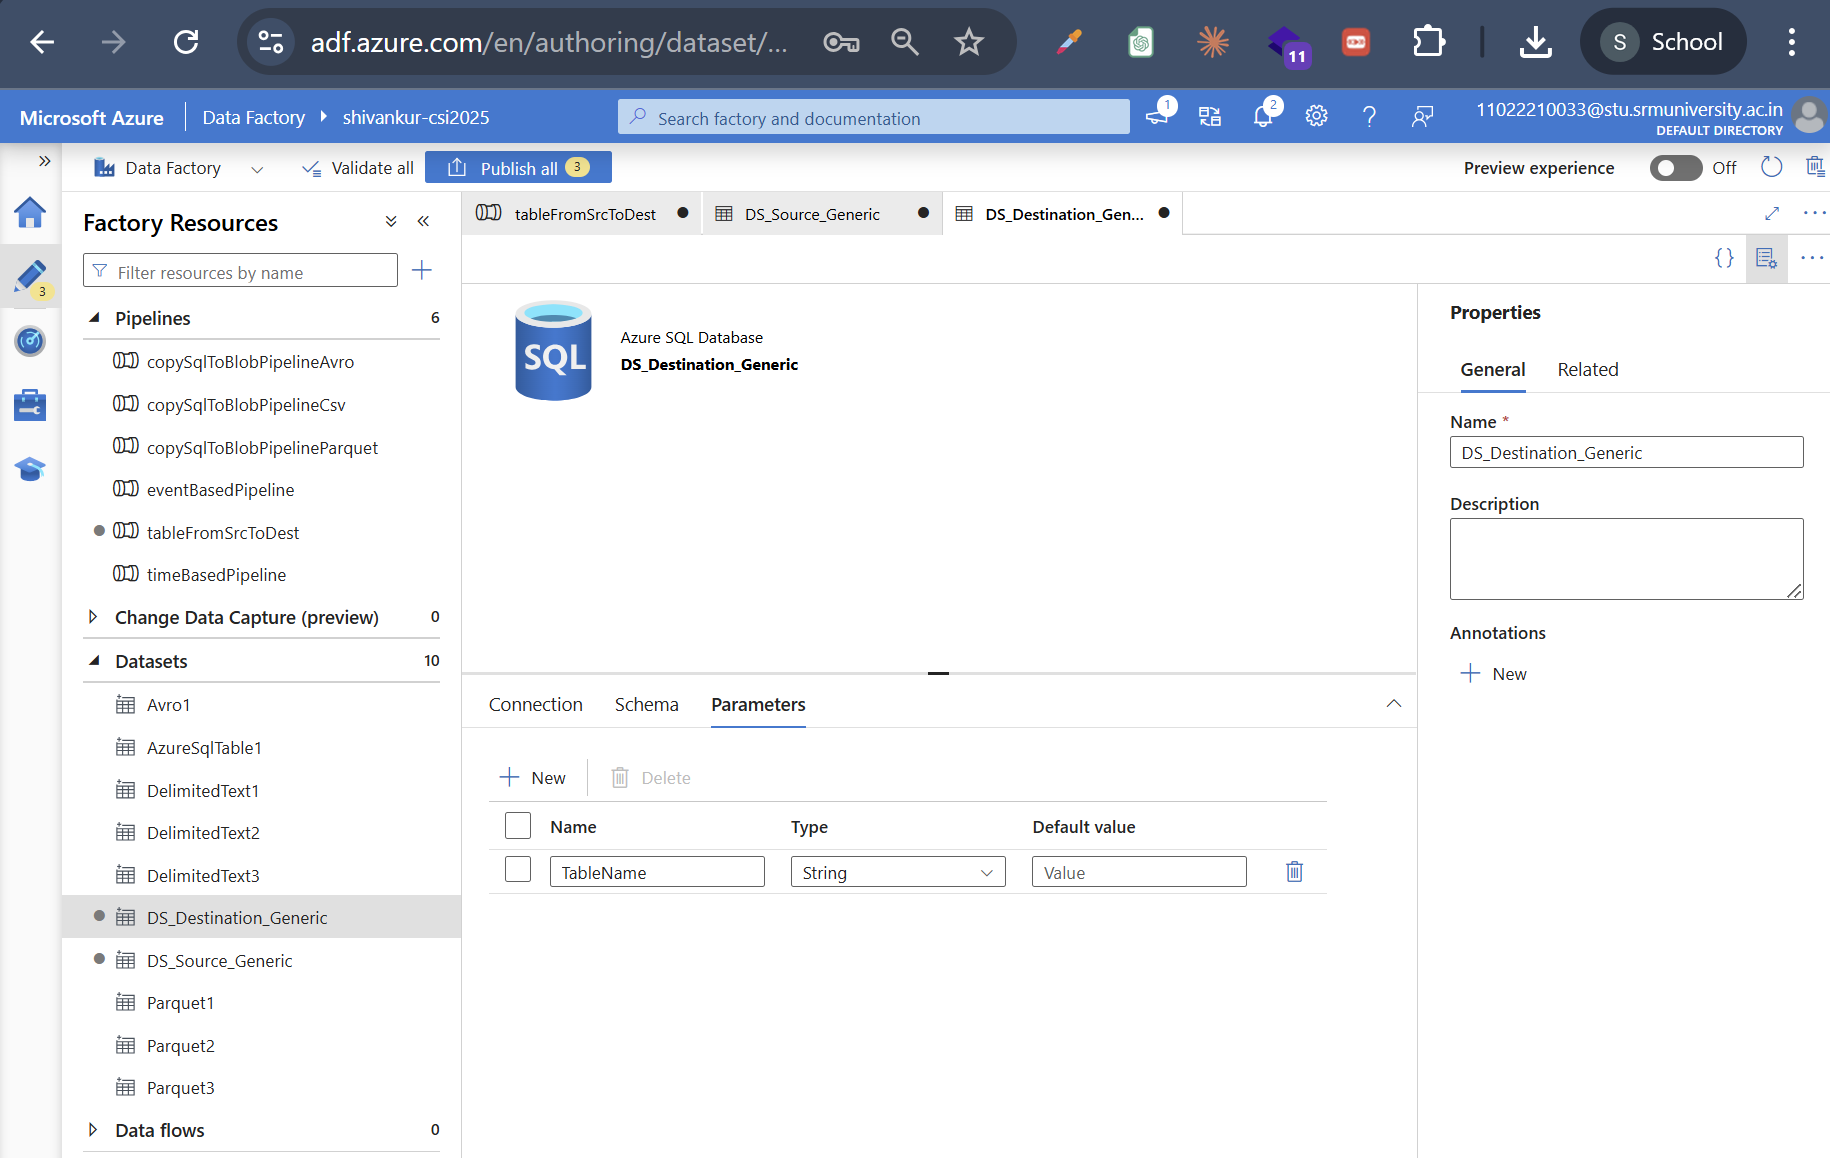 adf.azure.com/en/authoring/dataset/...
11
S School
Microsoft Azure
Data Factory
shivankur-csi2025
Search factory and documentation
1
2
11022210033@stu.srmuniversity.ac.in
DEFAULT DIRECTORY
Data Factory
Validate all
Publish all 3
Preview experience
Off
Factory Resources
tableFromSrcToDest
DS_Source_Generic
DS_Destination_Gen...
Filter resources by name
3
Pipelines 6
copySqlToBlobPipelineAvro
copySqlToBlobPipelineCsv
copySqlToBlobPipelineParquet
eventBasedPipeline
tableFromSrcToDest
timeBasedPipeline
Change Data Capture (preview) 0
Datasets 10
Avro1
AzureSqlTable1
DelimitedText1
DelimitedText2
DelimitedText3
DS_Destination_Generic
DS_Source_Generic
Parquet1
Parquet2
Parquet3
Data flows 0
SQL
Azure SQL Database
DS_Destination_Generic
Connection Schema Parameters
New Delete
Name Type Default value
TableName String Value
Properties
General Related
Name *
DS_Destination_Generic
Description
Annotations
New